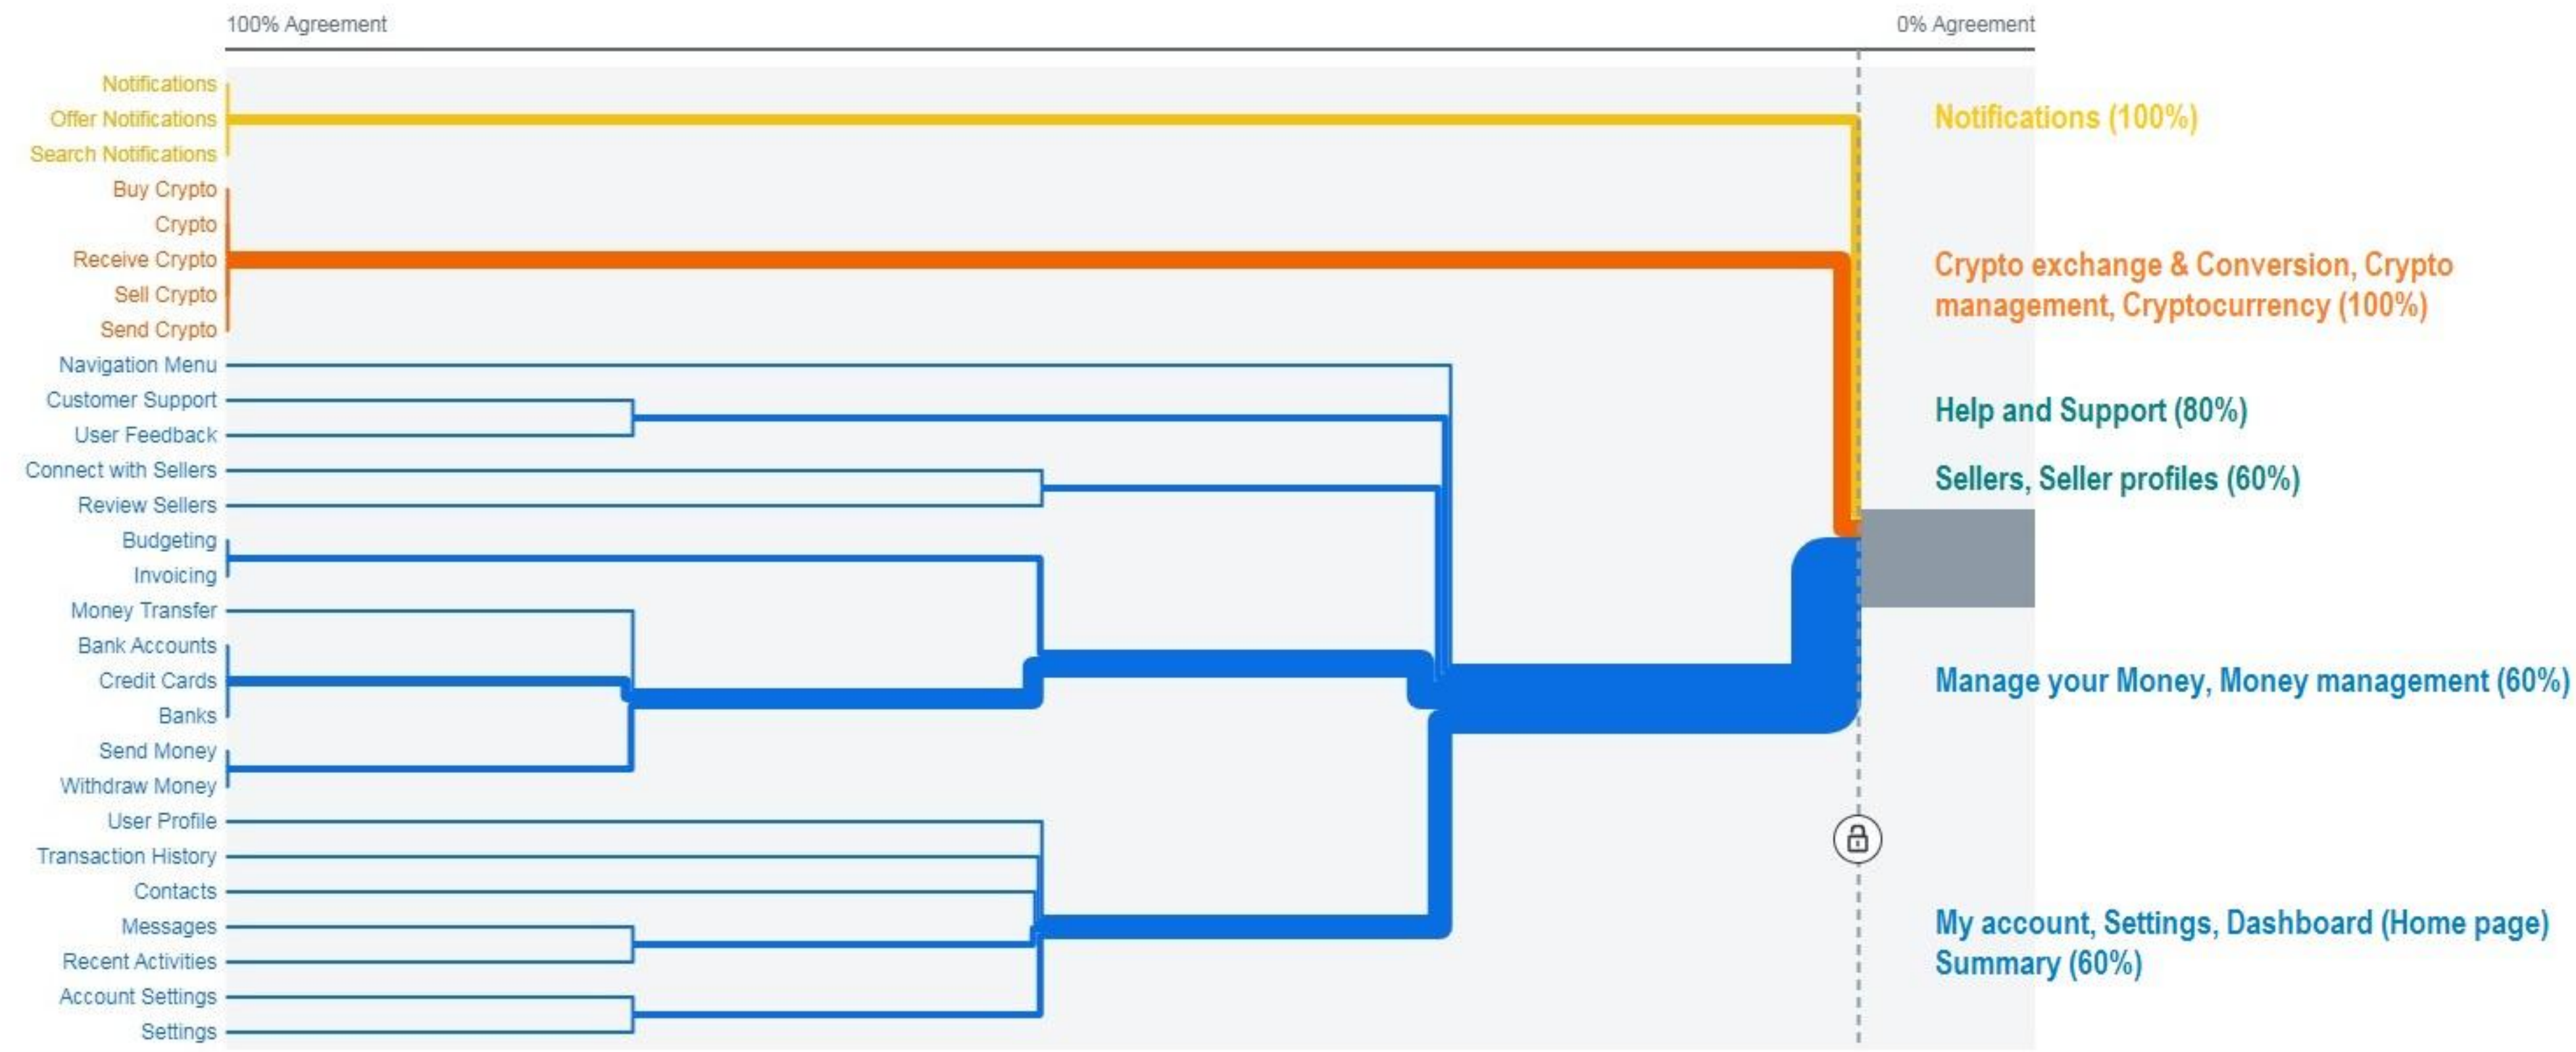 100% Agreement
0% Agreement
Notifications
Offer Notifications
Search Notifications
Buy Crypto
Crypto
Receive Crypto
Sell Crypto
Send Crypto
Navigation Menu
Customer Support
User Feedback
Connect with Sellers
Review Sellers
Budgeting
Invoicing
Money Transfer
Bank Accounts
Credit Cards
Banks
Send Money
Withdraw Money
User Profile
Transaction History
Contacts
Messages
Recent Activities
Account Settings
Settings
Notifications (100%)
Crypto exchange & Conversion, Crypto
management, Cryptocurrency (100%)
Help and Support (80%)
Sellers, Seller profiles (60%)
Manage your Money, Money management (60%)
My account, Settings, Dashboard (Home page)
Summary (60%)